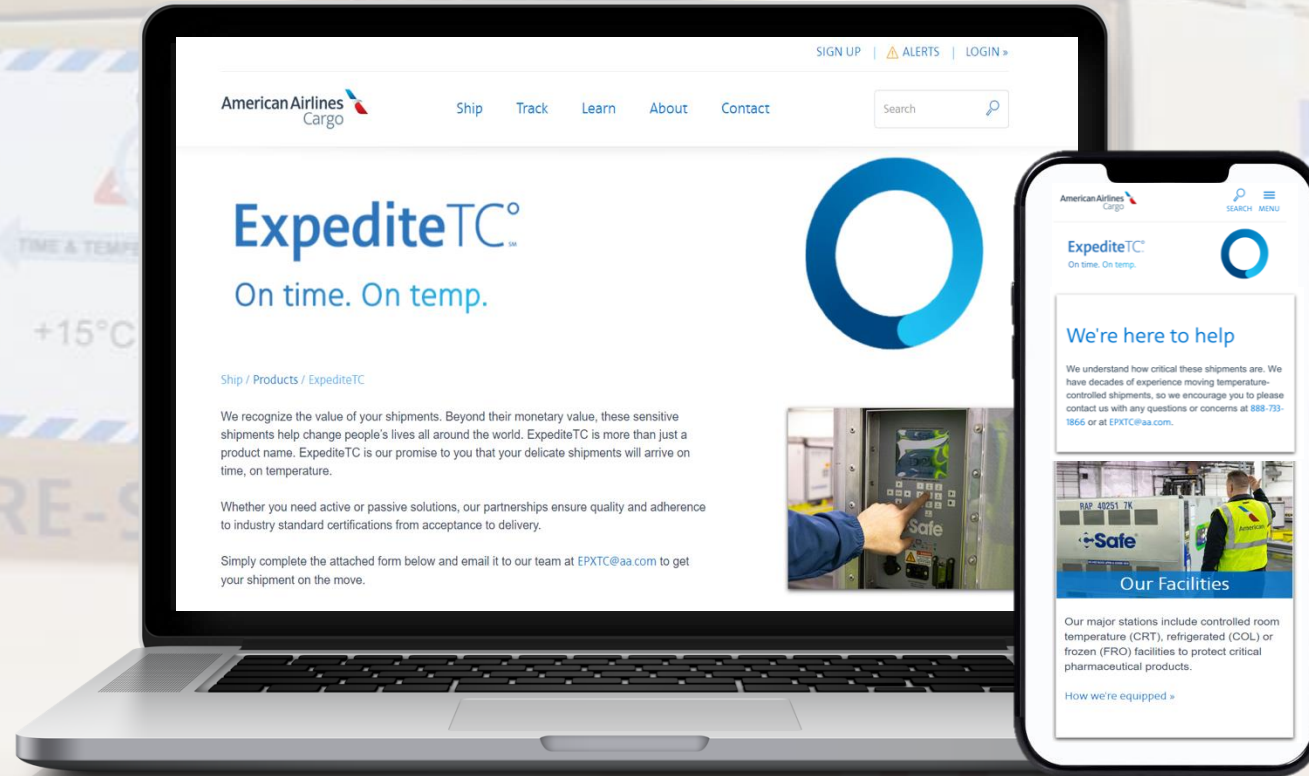 SIGN UP | ALERTS | LOGIN »
American Airlines
Cargo
Ship Track Learn About Contact
Search
ExpediteTC°
SM
On time. On temp.
Ship / Products / ExpediteTC
We recognize the value of your shipments. Beyond their monetary value, these sensitive
shipments help change people's lives all around the world. ExpediteTC is more than just a
product name. ExpediteTC is our promise to you that your delicate shipments will arrive on
time, on temperature.
Whether you need active or passive solutions, our partnerships ensure quality and adherence
to industry standard certifications from acceptance to delivery.
Simply complete the attached form below and email it to our team at EPXTC@aa.com to get
your shipment on the move.
Safe
American Airlines
Cargo
SEARCH MENU
ExpediteTC°
On time. On temp.
We're here to help
We understand how critical these shipments are. We
have decades of experience moving temperature-
controlled shipments, so we encourage you to please
contact us with any questions or concerns at 888-733-
1866 or at EPXTC@aa.com.
RAP 40251 7K
Safe
American
Our Facilities
Our major stations include controlled room
temperature (CRT), refrigerated (COL) or
frozen (FRO) facilities to protect critical
pharmaceutical products.
How we're equipped »
TIME & TEMPE
+15°C
RE-S